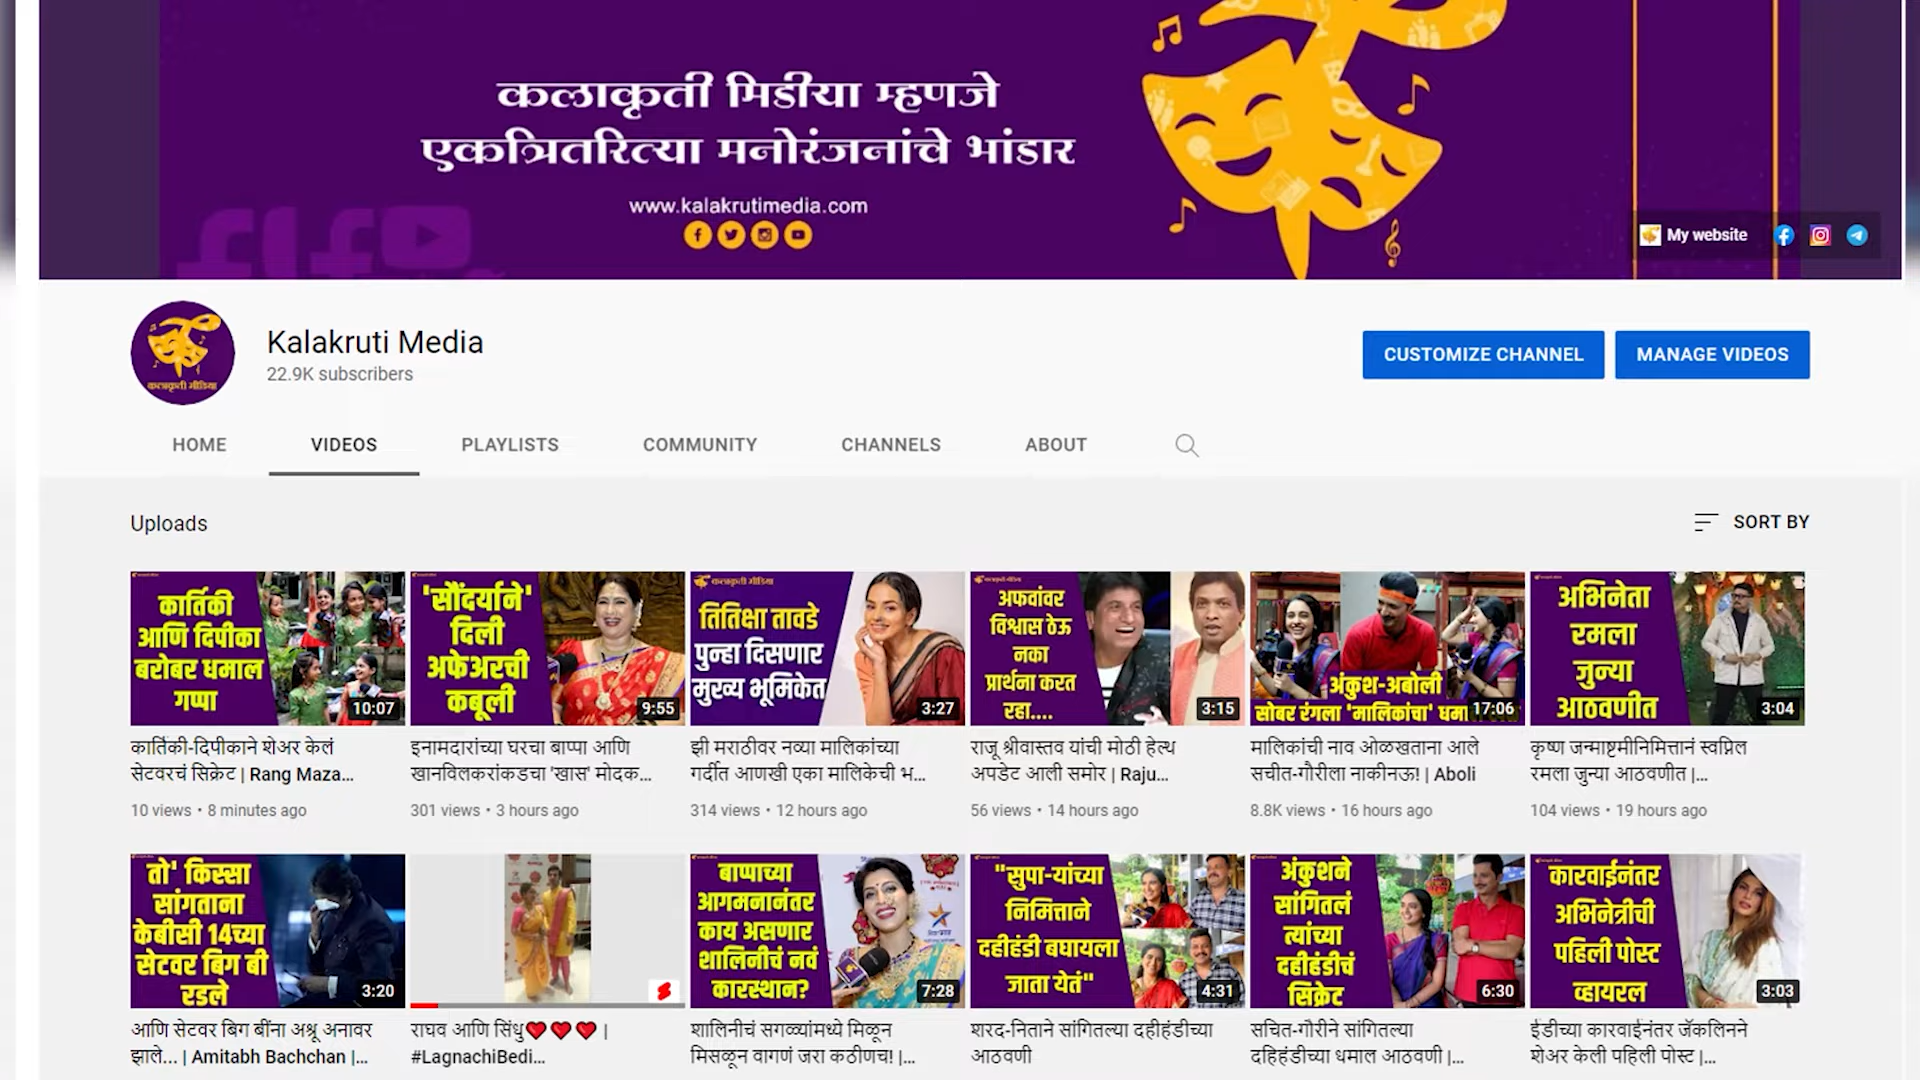 कलाकृती मिडीया म्हणजे
एकत्रितरित्या मनोरंजनांचे भांडार
www.kalakrutimedia.com
My website
कलाकृती मीडिया
Kalakruti Media
22.9K subscribers
CUSTOMIZE CHANNEL
MANAGE VIDEOS
HOME
VIDEOS
PLAYLISTS
COMMUNITY
CHANNELS
ABOUT
Uploads
SORT BY
कार्तिकी
आणि दिपीका
बरोबर धमाल
गप्पा
10:07
कार्तिकी-दिपीकाने शेअर केलं
सेटवरचं सिक्रेट | Rang Maza...
10 views • 8 minutes ago
'सौंदर्याने'
दिली
अफेअरची
कबूली
9:55
इनामदारांच्या घरचा बाप्पा आणि
खानविलकरांकडचा 'खास' मोदक...
301 views • 3 hours ago
कलाकृती मीडिया
तितिक्षा तावडे
पुन्हा दिसणार
मुख्य भूमिकेत
3:27
झी मराठीवर नव्या मालिकांच्या
गर्दीत आणखी एका मालिकेची भ...
314 views • 12 hours ago
अफवांवर
विश्वास ठेऊ
नका
प्रार्थना करत
रहा....
3:15
राजू श्रीवास्तव यांची मोठी हेल्थ
अपडेट आली समोर | Raju...
56 views • 14 hours ago
अंकुश-अबोली
सोबर रंगला 'मालिकांचा' धमा
17:06
मालिकांची नाव ओळखताना आले
सचीत-गौरीला नाकीनऊ! | Aboli
8.8K views • 16 hours ago
अभिनेता
रमला
जुन्या
आठवणीत
3:04
कृष्ण जन्माष्टमीनिमित्तानं स्वप्निल
रमला जुन्या आठवणीत |...
104 views • 19 hours ago
तो' किस्सा
सांगताना
केबीसी 14च्या
सेटवर बिग बी
रडले
3:20
आणि सेटवर बिग बींना अश्रू अनावर
झाले... | Amitabh Bachchan |...
राघव आणि सिंधु❤❤❤ |
#LagnachiBedi...
बाप्पाच्या
आगमनानंतर
काय असणार
शालिनीचं नवं
कारस्थान?
7:28
शालिनीचं सगळ्यांमध्ये मिळून
मिसळून वागणं जरा कठीणच! |...
"सुपा-यांच्या
निमित्ताने
दहीहंडी बघायला
जाता येतं"
4:31
शरद-निताने सांगितल्या दहीहंडीच्या
आठवणी
अंकुशने
सांगितलं
त्यांच्या
दहीहंडीचं
सिक्रेट
6:30
सचित-गौरीने सांगितल्या
दहिहंडीच्या धमाल आठवणी |...
कारवाईनंतर
अभिनेत्रीची
पहिली पोस्ट
व्हायरल
3:03
ईडीच्या कारवाईनंतर जॅकलिनने
शेअर केली पहिली पोस्ट |...